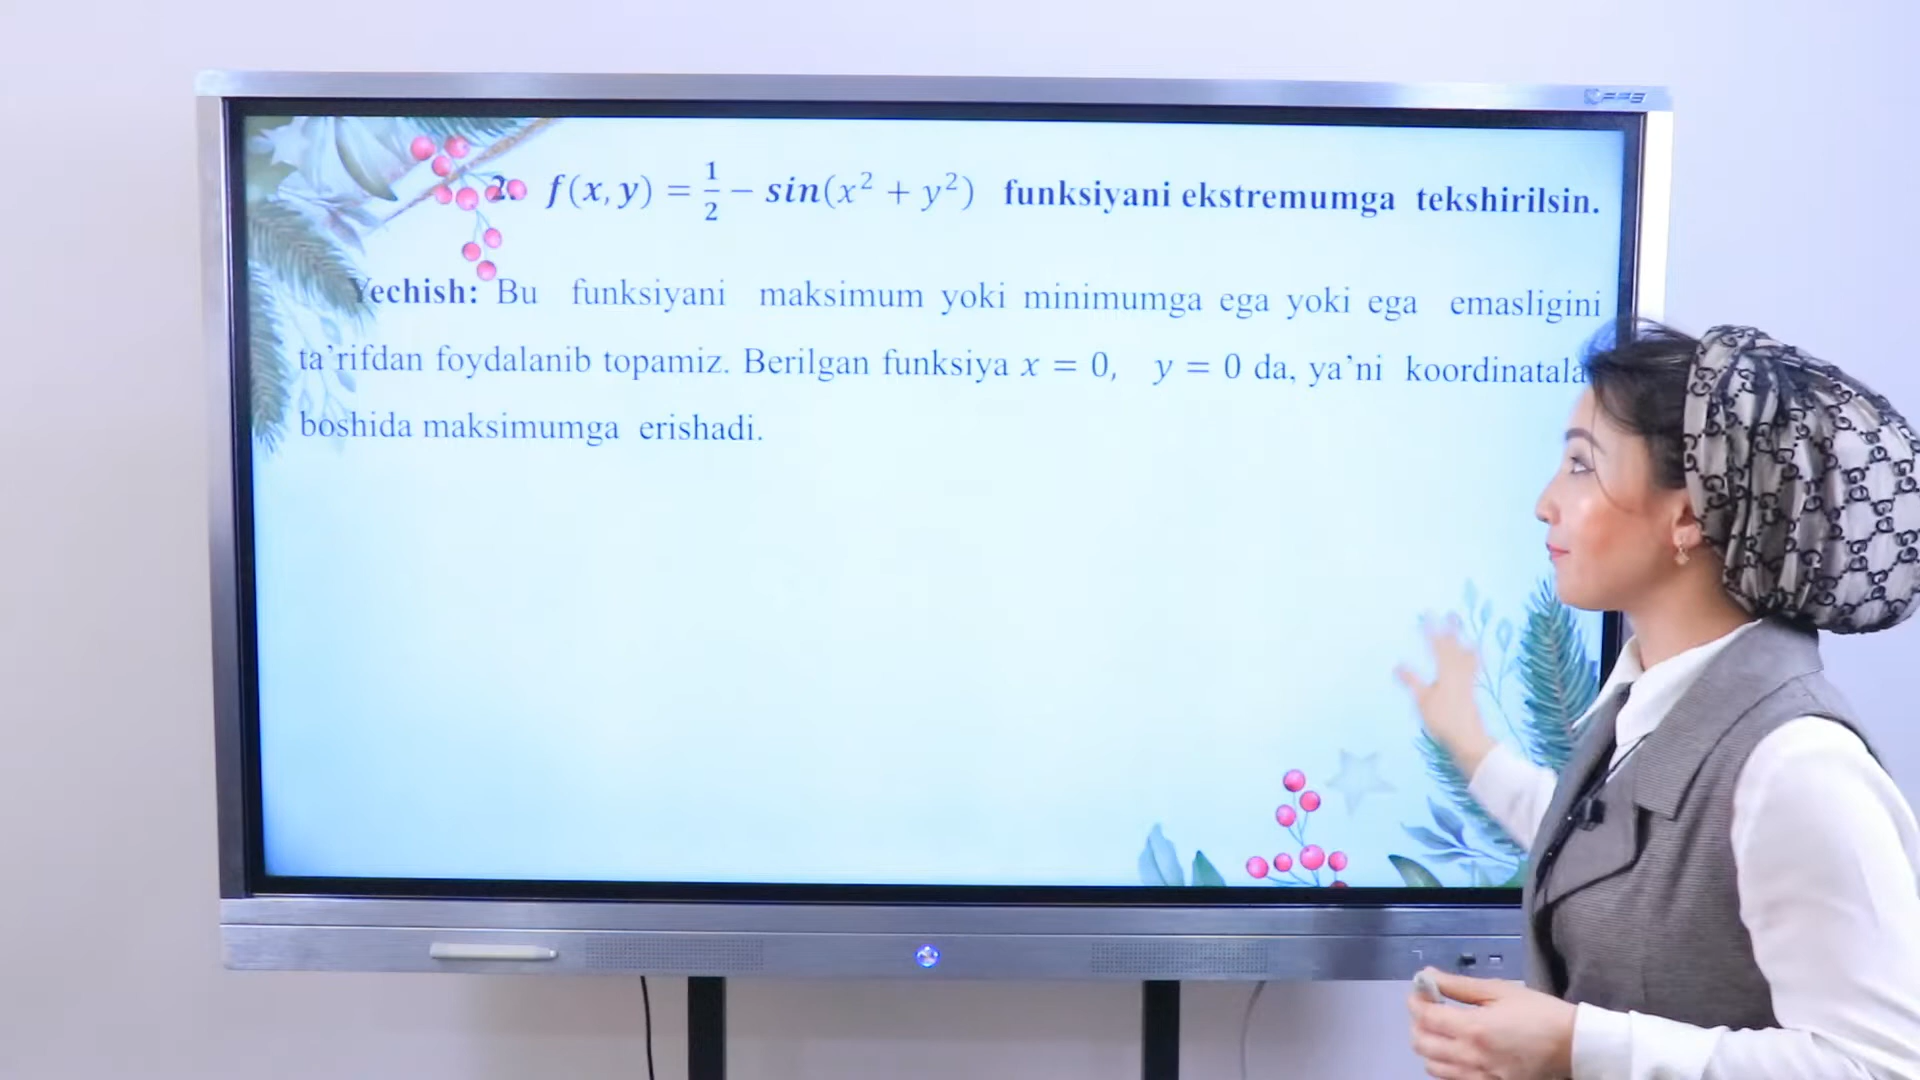 2. f(x, y) = 1/2 − sin(x² + y²) funksiyani ekstremumga tekshirilsin.
Yechish: Bu funksiyani maksimum yoki minimumga ega yoki ega emasligini
ta’rifdan foydalanib topamiz. Berilgan funksiya x = 0, y = 0 da, ya’ni koordinatala
boshida maksimumga erishadi.